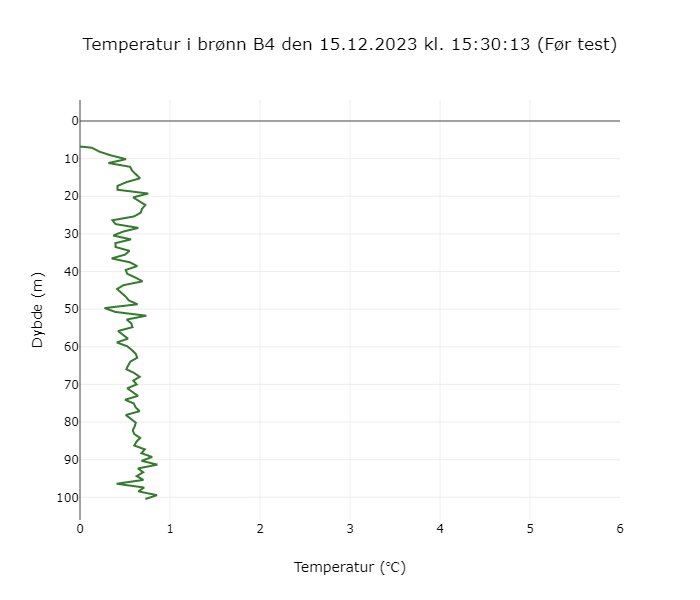 Temperatur i brønn B4 den 15.12.2023 kl. 15:30:13 (Før test)
0
10
20
30
40
50
60
70
80
90
100
Dybde (m)
0 1 2 3 4 5 6
Temperatur (℃)